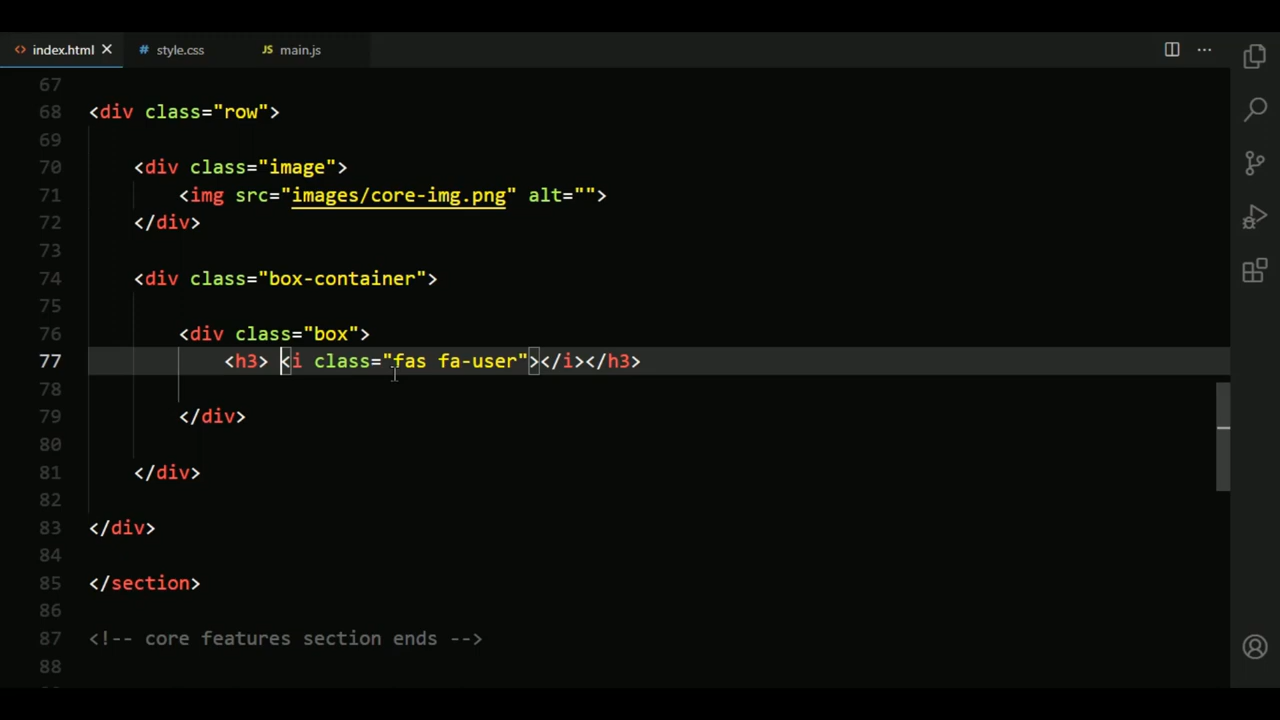 index.html style.css JS main.js
67
68 <div class="row">
69
70 <div class="image">
71 <img src="images/core-img.png" alt="">
72 </div>
73
74 <div class="box-container">
75
76 <div class="box">
77 <h3> <i class="fas fa-user"></i></h3>
78
79 </div>
80
81 </div>
82
83 </div>
84
85 </section>
86
87 <!-- core features section ends -->
88